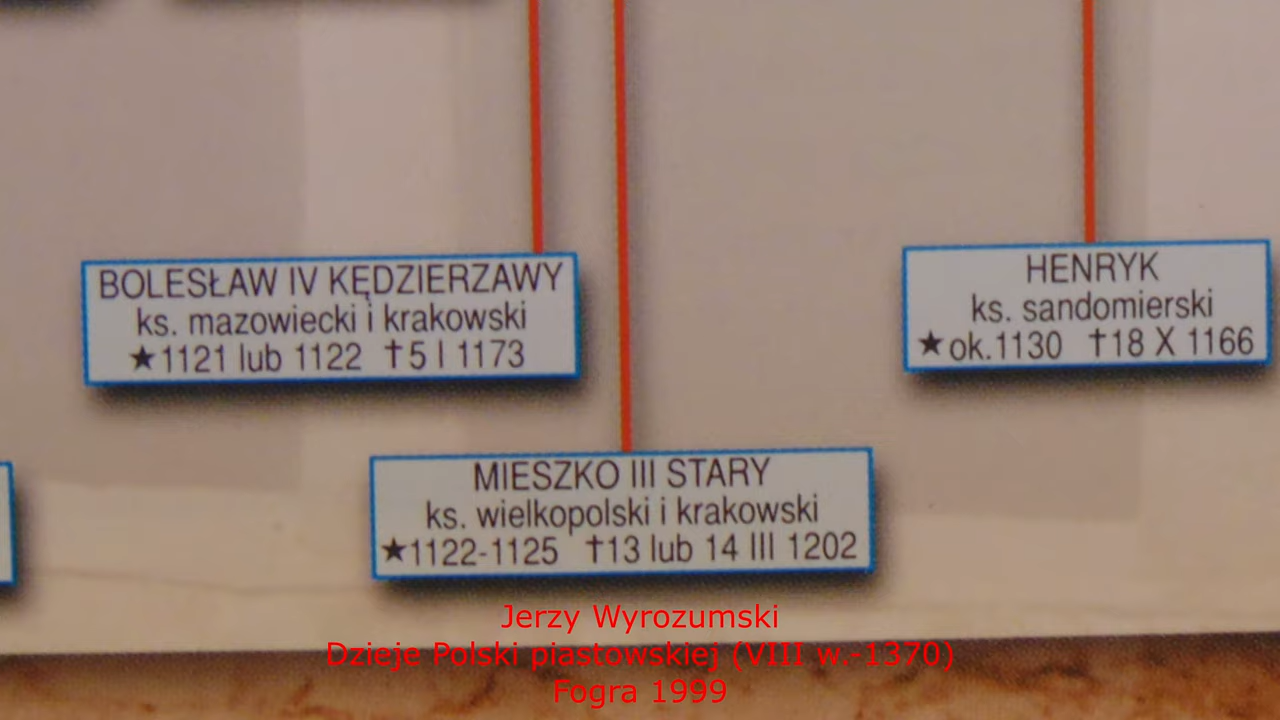 BOLESŁAW IV KĘDZIERZAWY
ks. mazowiecki i krakowski
★1121 lub 1122 †5 I 1173
HENRYK
ks. sandomierski
★ok.1130 †18 X 1166
MIESZKO III STARY
ks. wielkopolski i krakowski
★1122-1125 †13 lub 14 III 1202
Jerzy Wyrozumski
Dzieje Polski piastowskiej (VIII w.-1370)
Fogra 1999